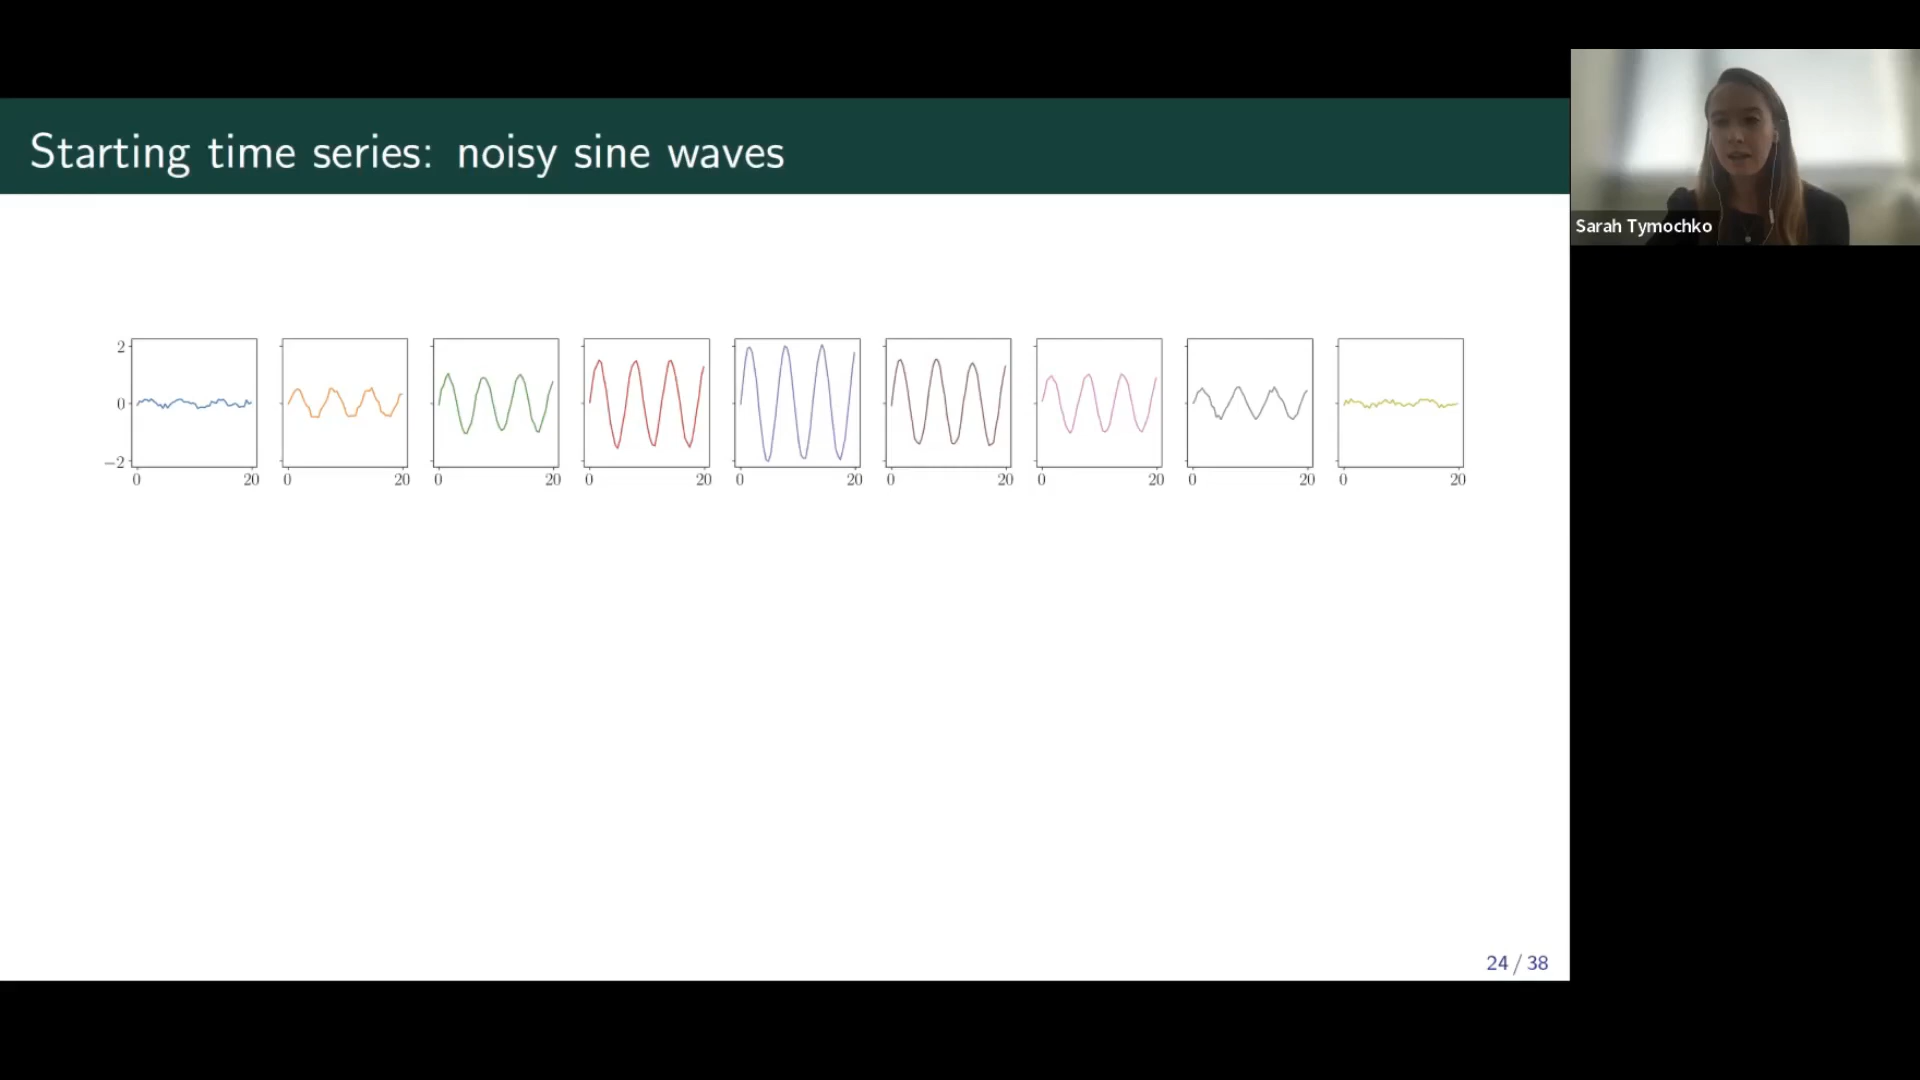 Starting time series: noisy sine waves
Sarah Tymochko
2
0
−2
0 20 0 20 0 20 0 20 0 20 0 20 0 20 0 20 0 20
24 / 38